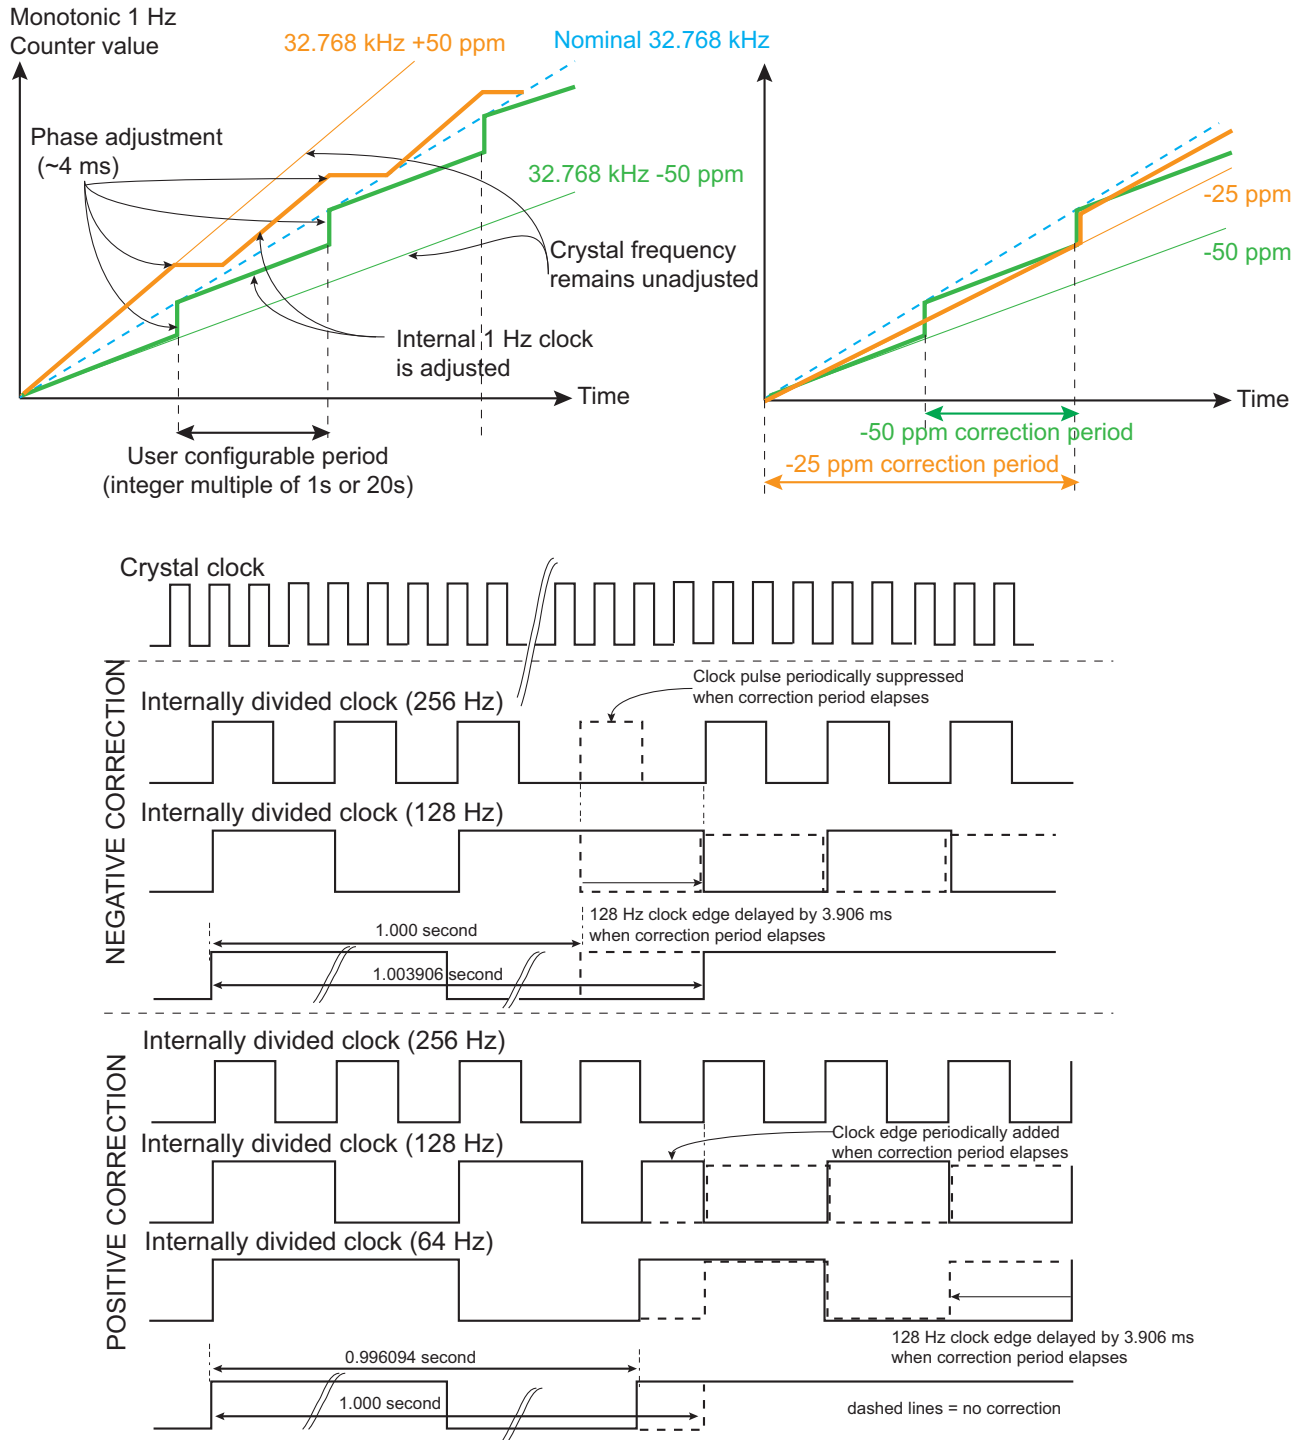 Monotonic 1 Hz
Counter value
32.768 kHz +50 ppm
Nominal 32.768 kHz
Phase adjustment
(~4 ms)
32.768 kHz -50 ppm
Crystal frequency
remains unadjusted
Internal 1 Hz clock
is adjusted
Time
User configurable period
(integer multiple of 1s or 20s)
-25 ppm
-50 ppm
Time
-50 ppm correction period
-25 ppm correction period
Crystal clock
NEGATIVE CORRECTION
Internally divided clock (256 Hz)
Clock pulse periodically suppressed
when correction period elapses
Internally divided clock (128 Hz)
128 Hz clock edge delayed by 3.906 ms
when correction period elapses
1.000 second
1.003906 second
POSITIVE CORRECTION
Internally divided clock (256 Hz)
Internally divided clock (128 Hz)
Clock edge periodically added
when correction period elapses
Internally divided clock (64 Hz)
128 Hz clock edge delayed by 3.906 ms
when correction period elapses
0.996094 second
1.000 second
dashed lines = no correction